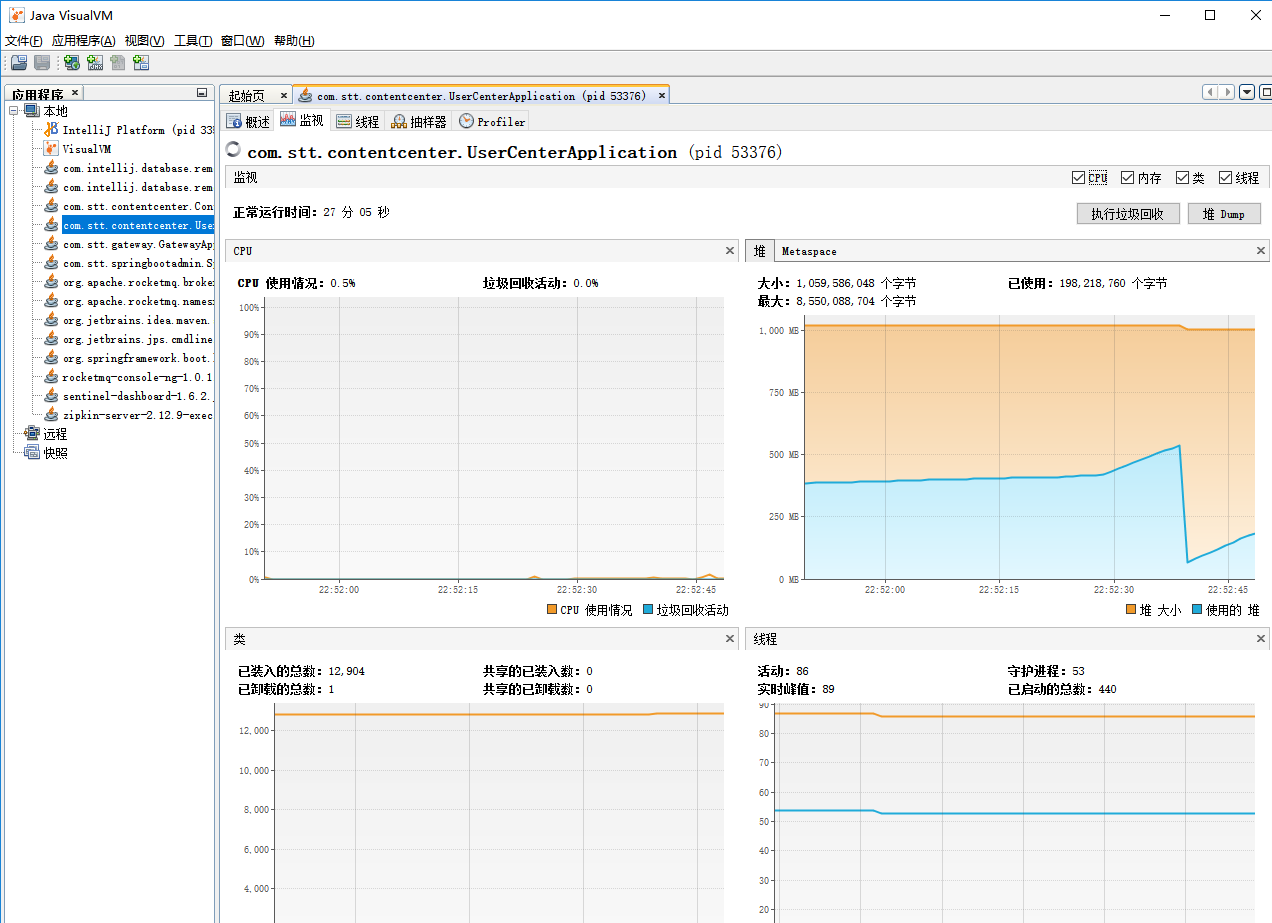 Java VisualVM
文件(F) 应用程序(A) 视图(V) 工具(T) 窗口(W) 帮助(H)
应用程序
本地
IntelliJ Platform (pid 33
VisualVM
com.intellij.database.rem
com.intellij.database.rem
com.stt.contentcenter.Con
com.stt.contentcenter.Use
com.stt.gateway.GatewayAp
com.stt.springbootadmin.S
org.apache.rocketmq.broke
org.apache.rocketmq.names
org.jetbrains.idea.maven.
org.jetbrains.jps.cmdline
org.springframework.boot.
rocketmq-console-ng-1.0.1
sentinel-dashboard-1.6.2.
zipkin-server-2.12.9-exec
远程
快照
起始页 com.stt.contentcenter.UserCenterApplication (pid 53376)
概述 监视 线程 抽样器 Profiler
com.stt.contentcenter.UserCenterApplication (pid 53376)
监视 CPU 内存 类 线程
正常运行时间: 27 分 05 秒 执行垃圾回收 堆 Dump
CPU
CPU 使用情况: 0.5% 垃圾回收活动: 0.0%
100%
90%
80%
70%
60%
50%
40%
30%
20%
10%
0%
22:52:00 22:52:15 22:52:30 22:52:45
CPU 使用情况 垃圾回收活动
堆 Metaspace
大小: 1,059,586,048 个字节 已使用: 198,218,760 个字节
最大: 8,550,088,704 个字节
1,000 MB
750 MB
500 MB
250 MB
0 MB
22:52:00 22:52:15 22:52:30 22:52:45
堆 大小 使用的 堆
类
已装入的总数: 12,904 共享的已装入数: 0
已卸载的总数: 1 共享的已卸载数: 0
12,000
10,000
8,000
6,000
4,000
线程
活动: 86 守护进程: 53
实时峰值: 89 已启动的总数: 440
90
80
70
60
50
40
30
20